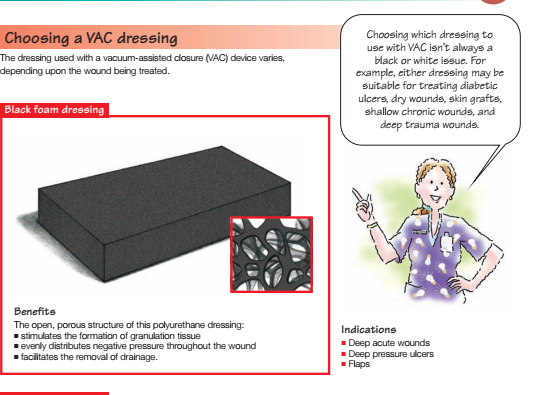 Choosing a VAC dressing
The dressing used with a vacuum-assisted closure (VAC) device varies,
depending upon the wound being treated.
Choosing which dressing to
use with VAC isn't always a
black or white issue. For
example, either dressing may be
suitable for treating diabetic
ulcers, dry wounds, skin grafts,
shallow chronic wounds, and
deep trauma wounds.
Black foam dressing
Benefits
The open, porous structure of this polyurethane dressing:
■ stimulates the formation of granulation tissue
■ evenly distributes negative pressure throughout the wound
■ facilitates the removal of drainage.
Indications
■ Deep acute wounds
■ Deep pressure ulcers
■ Flaps